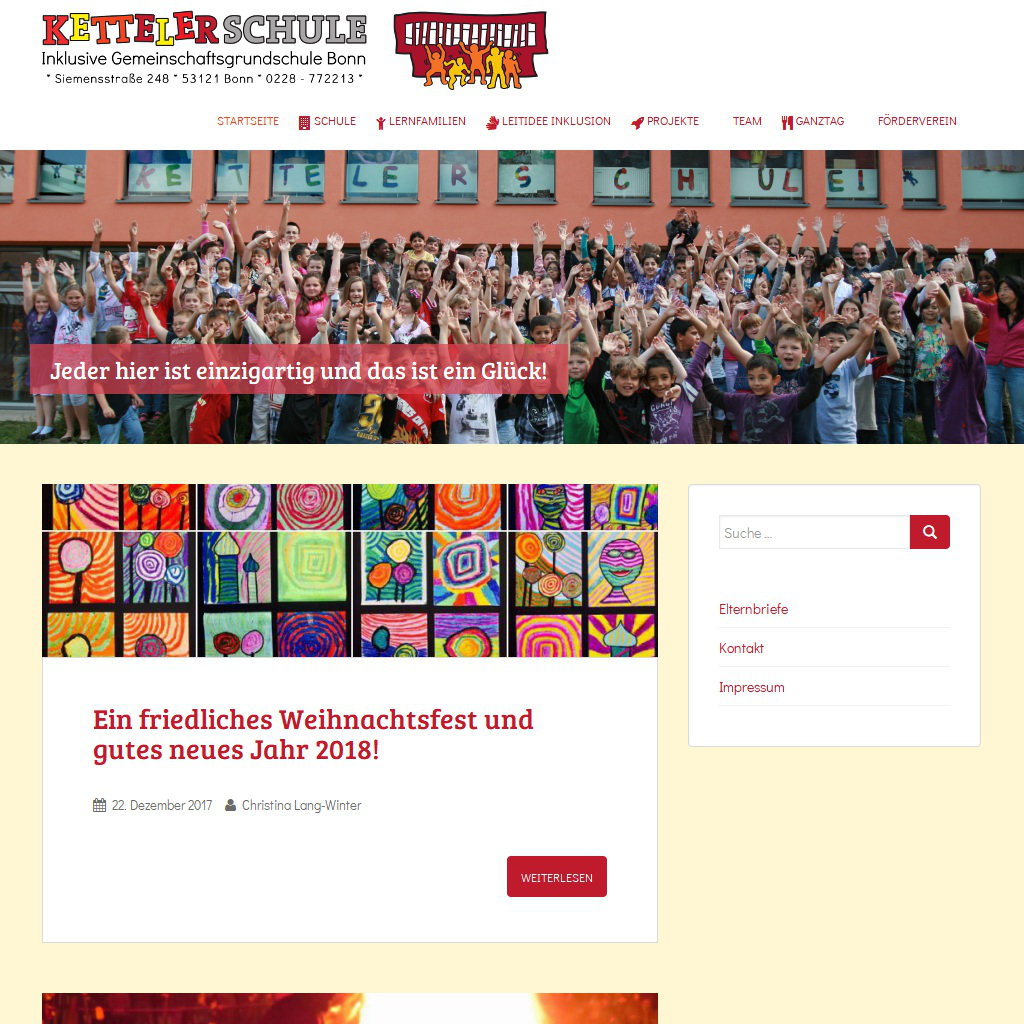 KETTELERSCHULE
Inklusive Gemeinschaftsgrundschule Bonn
* Siemensstraße 248 * 53121 Bonn * 0228 - 772213 *
STARTSEITE SCHULE LERNFAMILIEN LEITIDEE INKLUSION PROJEKTE TEAM GANZTAG FÖRDERVEREIN
KETTELERSCHULE
Jeder hier ist einzigartig und das ist ein Glück!
Suche …
Elternbriefe
Kontakt
Impressum
Ein friedliches Weihnachtsfest und
gutes neues Jahr 2018!
22. Dezember 2017 Christina Lang-Winter
WEITERLESEN